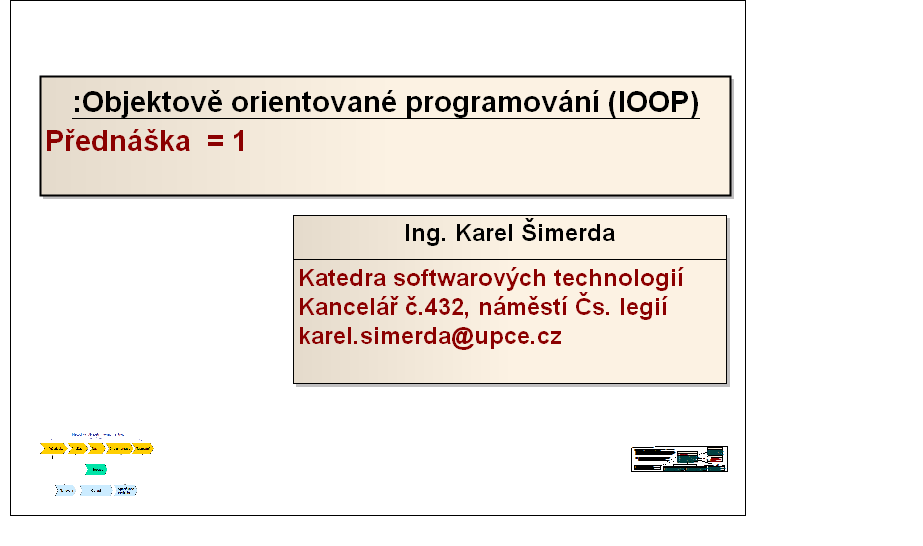 :Objektově orientované programování (IOOP)
Přednáška = 1
Ing. Karel Šimerda
Katedra softwarových technologií
Kancelář č.432, náměstí Čs. legií
karel.simerda@upce.cz